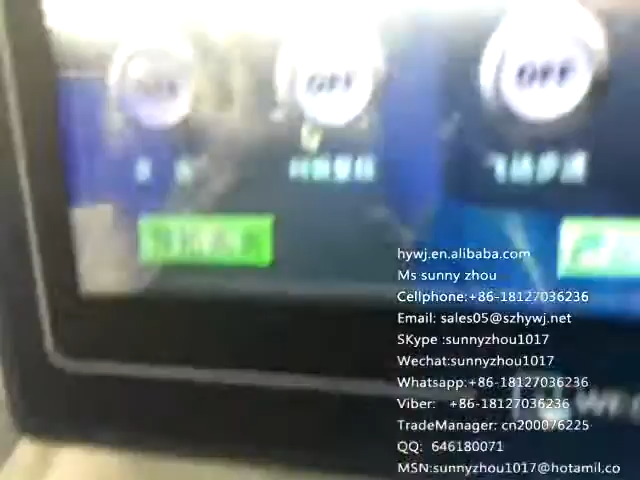 OFF
OFF
hywj.en.alibaba.com
Ms sunny zhou
Cellphone:+86-18127036236
Email: sales05@szhywj.net
SKype :sunnyzhou1017
Wechat:sunnyzhou1017
Whatsapp:+86-18127036236
Viber: +86-18127036236
TradeManager: cn200076225
QQ: 646180071
MSN:sunnyzhou1017@hotamil.co